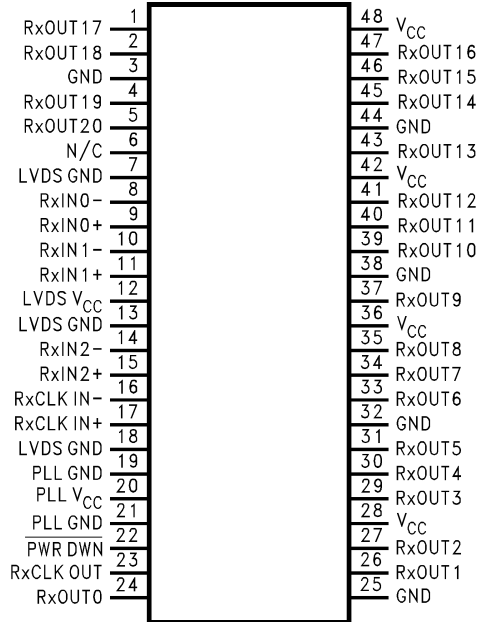 RxOUT17 1
RxOUT18 2
GND 3
RxOUT19 4
RxOUT20 5
N/C 6
LVDS GND 7
RxIN0- 8
RxIN0+ 9
RxIN1- 10
RxIN1+ 11
LVDS VCC 12
LVDS GND 13
RxIN2- 14
RxIN2+ 15
RxCLK IN- 16
RxCLK IN+ 17
LVDS GND 18
PLL GND 19
PLL VCC 20
PLL GND 21
PWR DWN 22
RxCLK OUT 23
RxOUT0 24
48 VCC
47 RxOUT16
46 RxOUT15
45 RxOUT14
44 GND
43 RxOUT13
42 VCC
41 RxOUT12
40 RxOUT11
39 RxOUT10
38 GND
37 RxOUT9
36 VCC
35 RxOUT8
34 RxOUT7
33 RxOUT6
32 GND
31 RxOUT5
30 RxOUT4
29 RxOUT3
28 VCC
27 RxOUT2
26 RxOUT1
25 GND